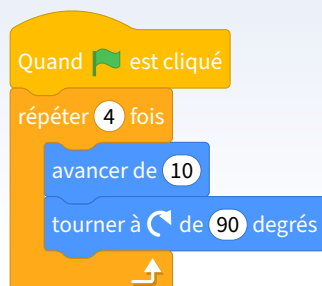 Quand est cliqué
répéter 4 fois
avancer de 10
tourner à de 90 degrés